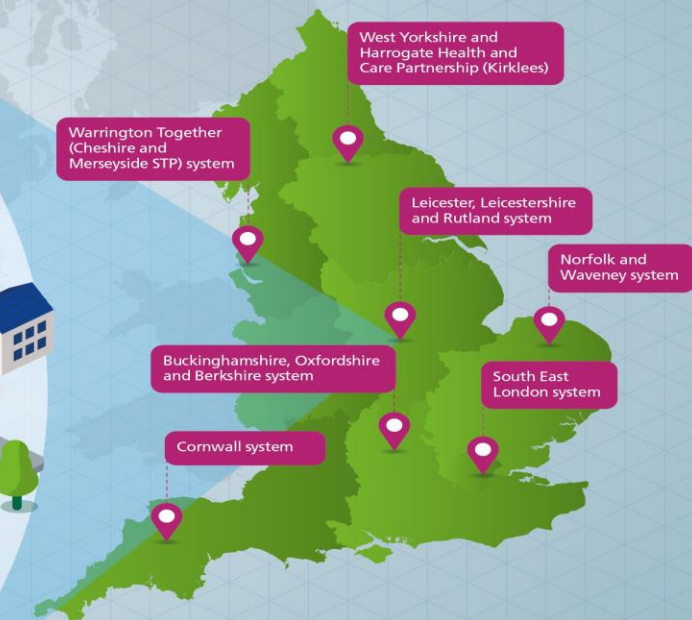 West Yorkshire and
Harrogate Health and
Care Partnership (Kirklees)
Warrington Together
(Cheshire and
Merseyside STP) system
Leicester, Leicestershire
and Rutland system
Norfolk and
Waveney system
Buckinghamshire, Oxfordshire
and Berkshire system
South East
London system
Cornwall system